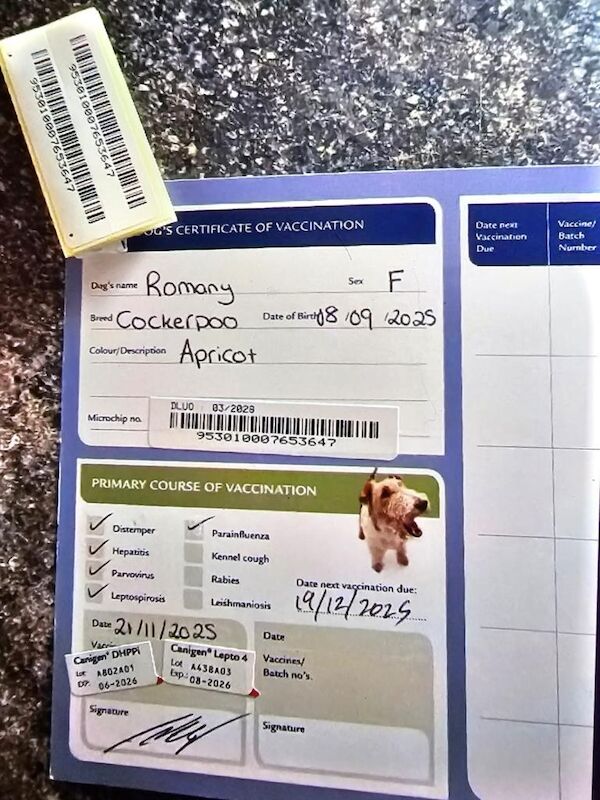 953010007653647
953010007653647
OG'S CERTIFICATE OF VACCINATION
Dog's name Romany Sex F
Breed Cockerpoo Date of Birth 08/09/2025
Colour/Description Apricot
Microchip no.
DLUO 03/2028
953010007653647
PRIMARY COURSE OF VACCINATION
Distemper
Hepatitis
Parvovirus
Leptospirosis
Parainfluenza
Kennel cough
Rabies
Leishmaniosis
Date next vaccination due:
19/12/2025
Date 21/11/2025
Canigen® DHPPi
Lot A802A01
EXP: 06-2026
Canigen® Lepto 4
Lot A438A03
Exp.: 08-2026
Signature
Date
Vaccines/
Batch no's.
Signature
Date next
Vaccination
Due
Vaccine/
Batch
Number